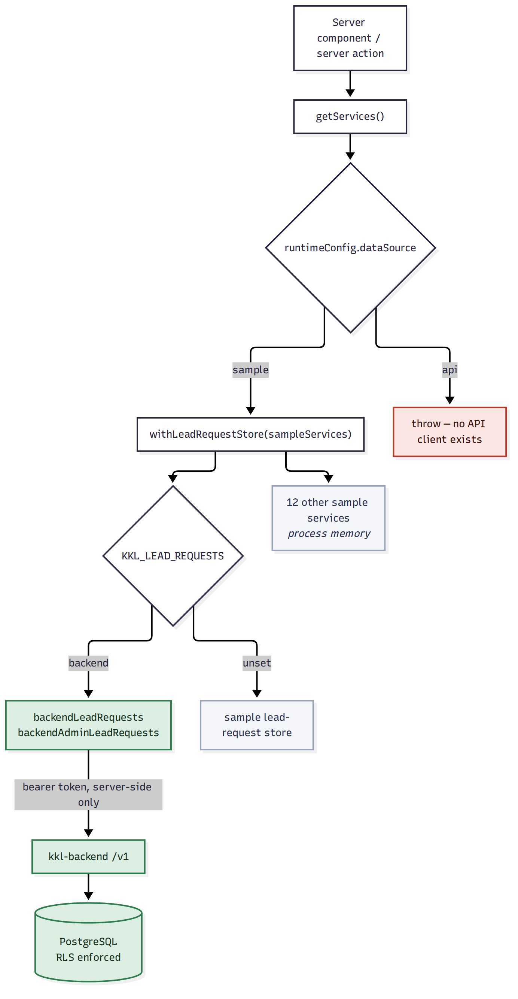 Server
component /
server action
getServices()
runtimeConfig.dataSource
sample
api
withLeadRequestStore(sampleServices)
throw — no API
client exists
12 other sample
services
process memory
KKL_LEAD_REQUESTS
backend
unset
backendLeadRequests
backendAdminLeadRequests
sample lead-
request store
bearer token, server-side
only
kkl-backend /v1
PostgreSQL
RLS enforced